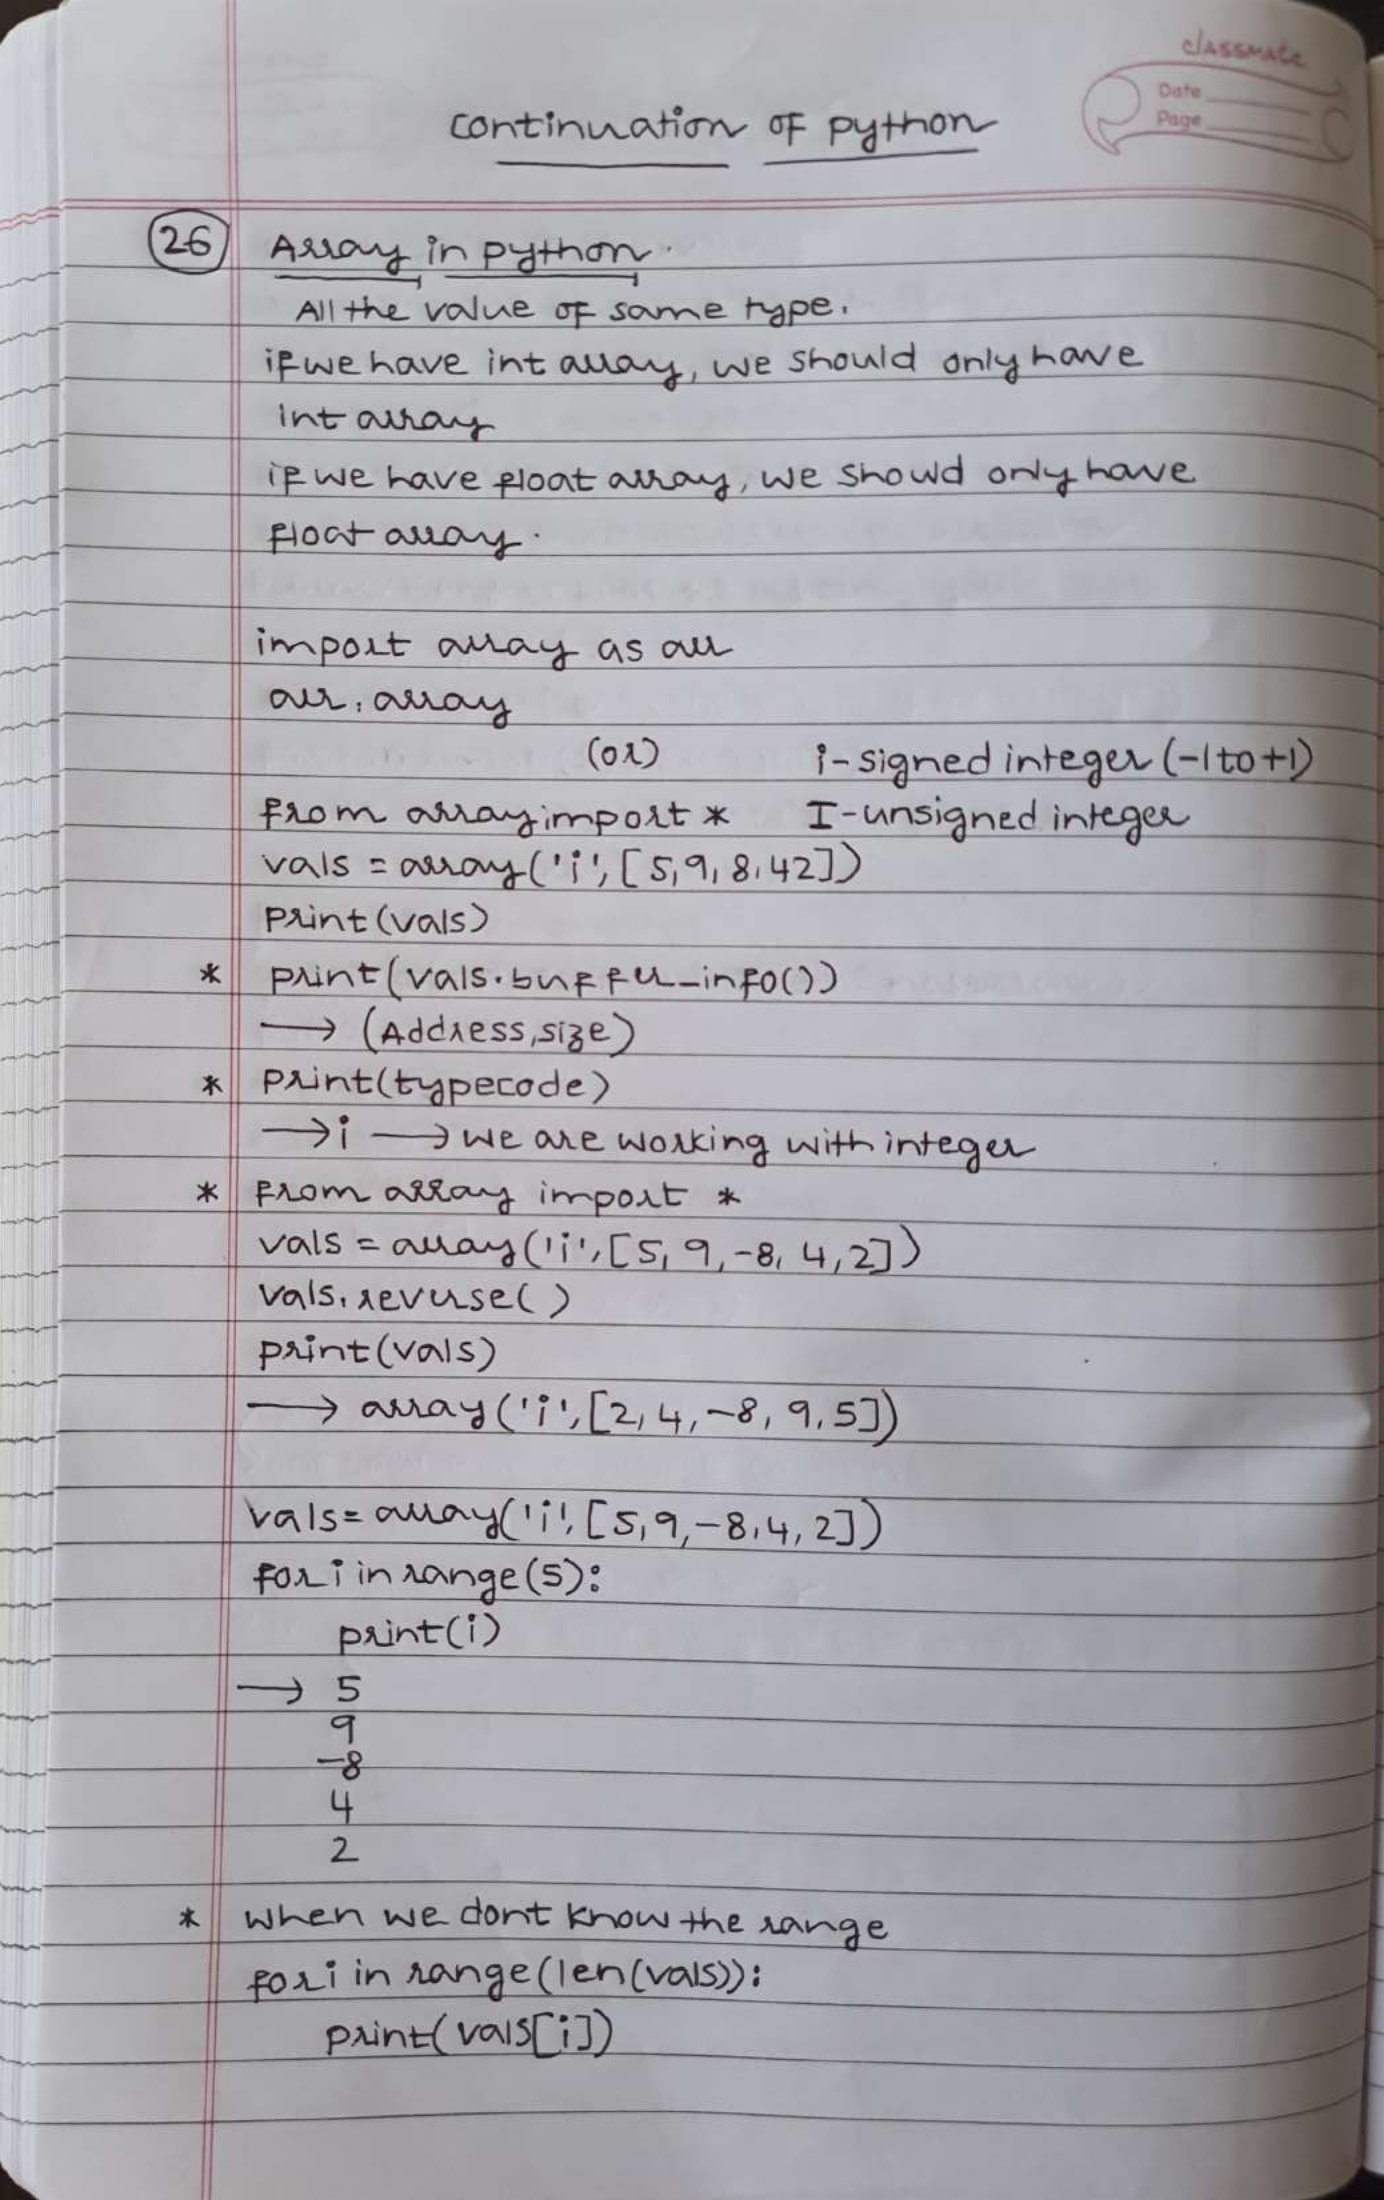 classmate
Date
Page
continuation of python
26 Array in python.
All the value of same type.
if we have int array, we should only have
int array
if we have float array, we should only have
float array.
import array as arr
arr.array
(or) i-signed integer (-1 to +1)
from array import * I-unsigned integer
vals = array('i',[5,9,8,42])
print(vals)
* print(vals.buffer_info())
→ (Address,size)
* print(typecode)
→ i → we are working with integer
* from array import *
vals = array('i',[5,9,-8,4,2])
vals.reverse()
print(vals)
→ array('i',[2,4,-8,9,5])
vals=array('i',[5,9,-8,4,2])
for i in range(5):
print(i)
→ 5
9
-8
4
2
* when we dont know the range
for i in range(len(vals)):
print(vals[i])